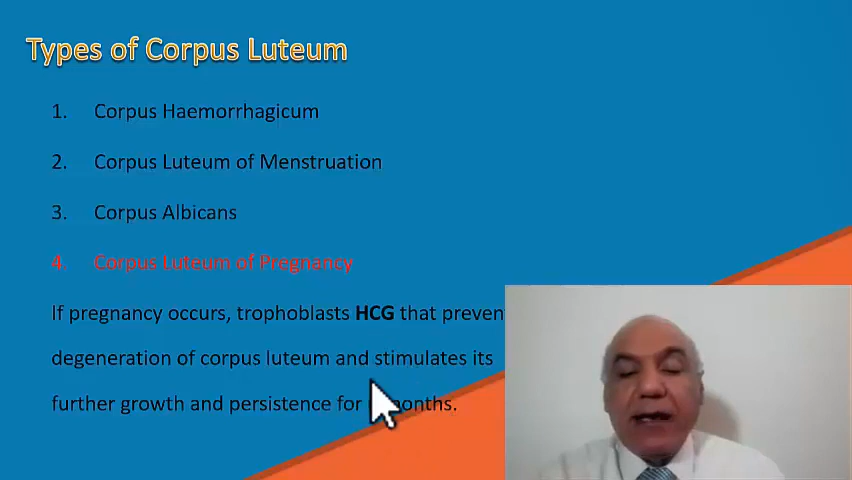 Types of Corpus Luteum
1. Corpus Haemorrhagicum
2. Corpus Luteum of Menstruation
3. Corpus Albicans
4. Corpus Luteum of Pregnancy
If pregnancy occurs, trophoblasts HCG that
degeneration of corpus luteum and stimulates its
further growth and persistence for